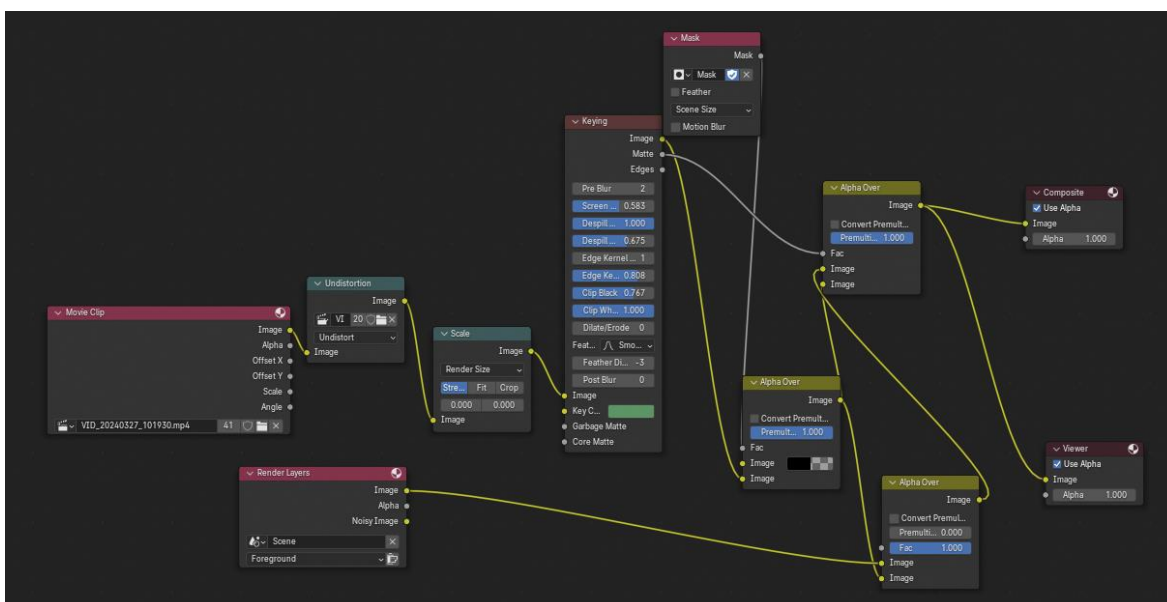 Mask
Mask
Mask
Feather
Scene Size
Motion Blur
Keying
Image
Matte
Edges
Pre Blur 2
Screen ... 0.583
Despill... 1.000
Despill... 0.675
Edge Kernel ... 1
Edge Ke... 0.808
Clip Black 0.767
Clip Wh... 1.000
Dilate/Erode 0
Feat... Smo...
Feather Di... -3
Post Blur 0
Image
Key C...
Garbage Matte
Core Matte
Alpha Over
Image
Convert Premult...
Premulti... 1.000
Fac
Image
Image
Composite
Use Alpha
Image
Alpha 1.000
Undistortion
Image
VI 20
Undistort
Image
Movie Clip
Image
Alpha
Offset X
Offset Y
Scale
Angle
VID_20240327_101930.mp4 41
Scale
Image
Render Size
Stre... Fit Crop
0.000 0.000
Image
Alpha Over
Image
Convert Premult...
Premult... 1.000
Fac
Image
Image
Viewer
Use Alpha
Image
Alpha 1.000
Render Layers
Image
Alpha
Noisy Image
Scene
Foreground
Alpha Over
Image
Convert Premul...
Premulti... 0.000
Fac 1.000
Image
Image